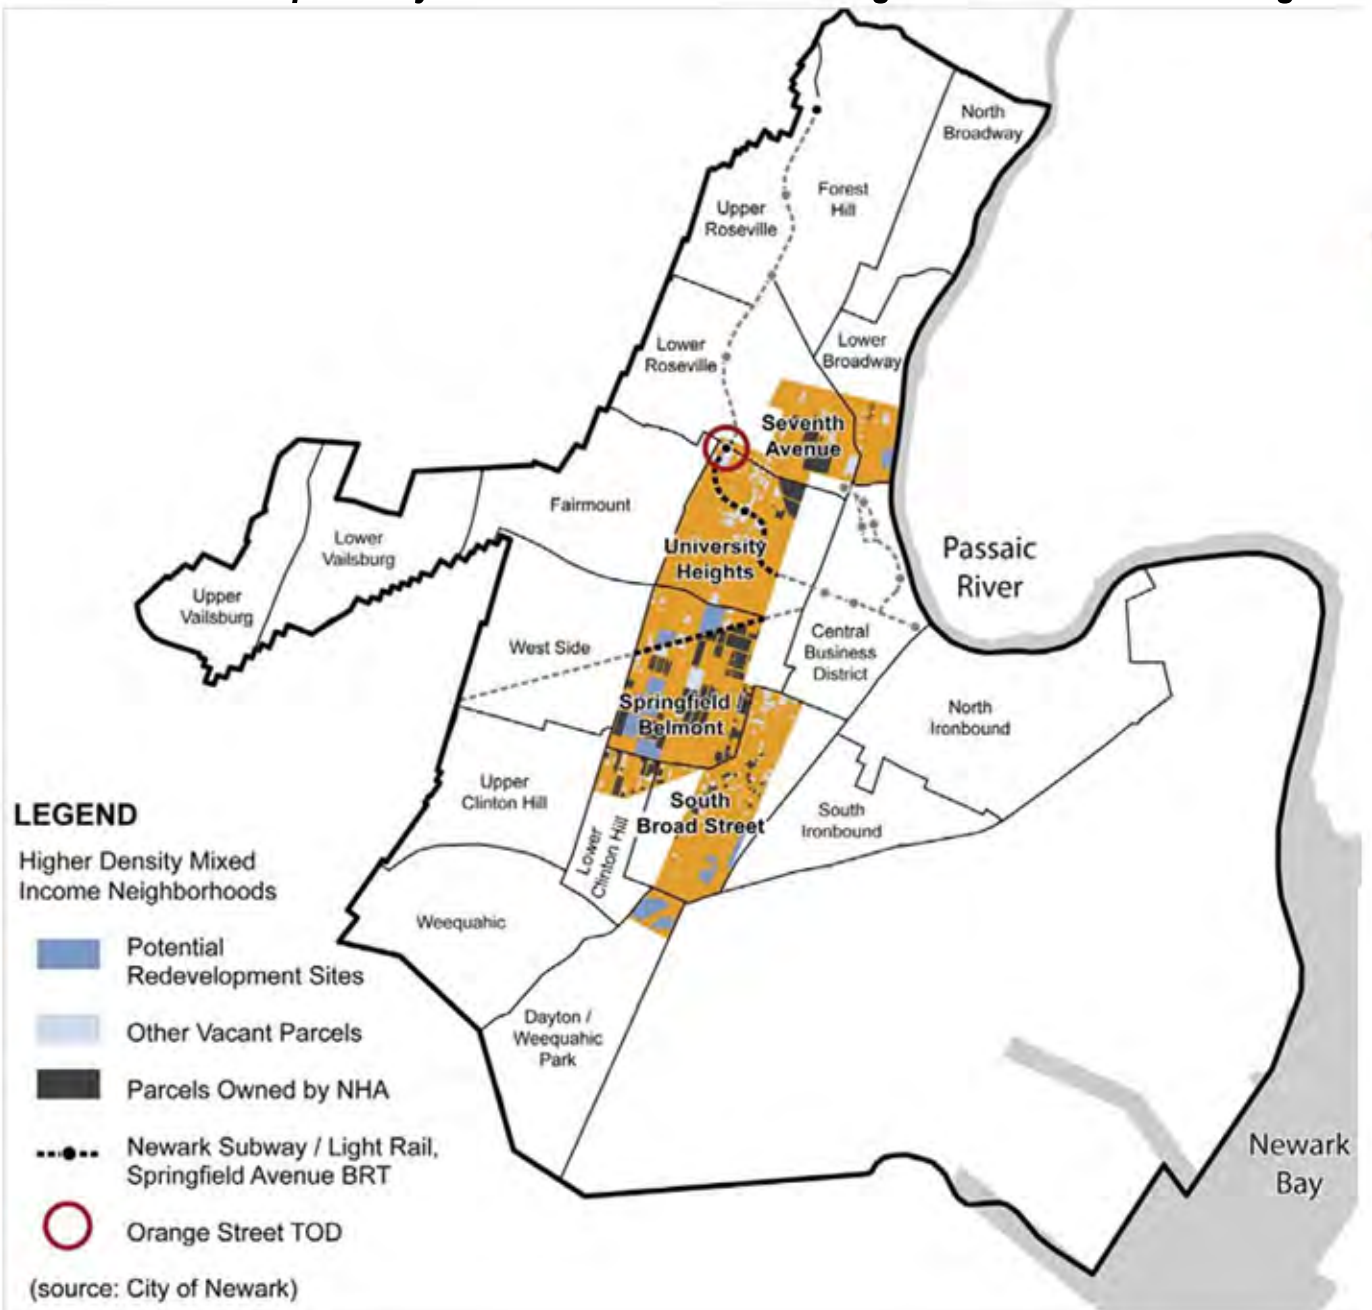 North
Broadway
Forest
Hill
Upper
Roseville
Lower
Roseville
Lower
Broadway
Seventh
Avenue
Fairmount
Lower
Vailsburg
Upper
Vailsburg
University
Heights
Passaic
River
West Side
Central
Business
District
Springfield /
Belmont
North
Ironbound
Upper
Clinton Hill
South
Broad Street
South
Ironbound
Lower
Clinton Hill
Weequahic
Dayton /
Weequahic
Park
Newark
Bay
LEGEND
Higher Density Mixed
Income Neighborhoods
Potential
Redevelopment Sites
Other Vacant Parcels
Parcels Owned by NHA
Newark Subway / Light Rail,
Springfield Avenue BRT
Orange Street TOD
(source: City of Newark)